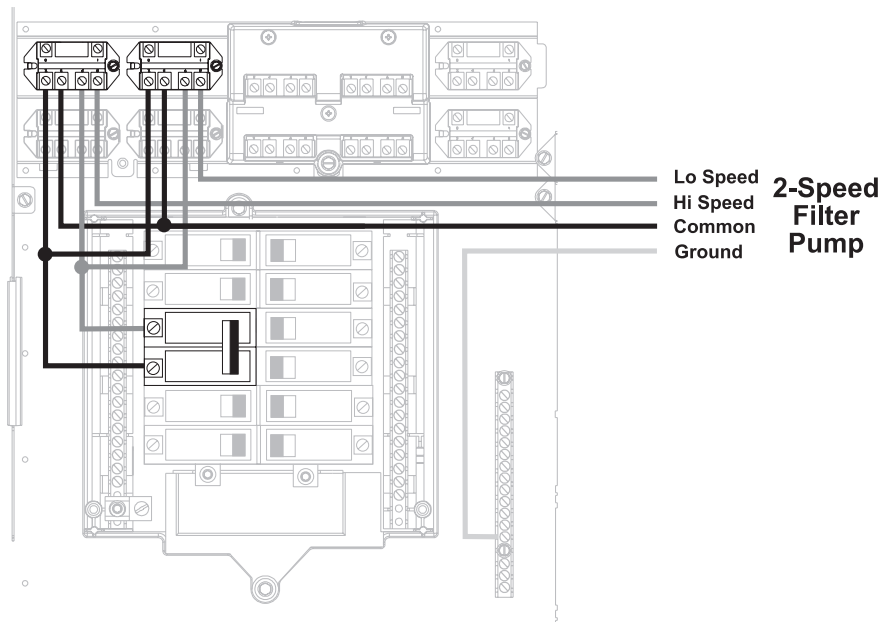 Lo Speed
Hi Speed
Common
Ground
2-Speed
Filter
Pump